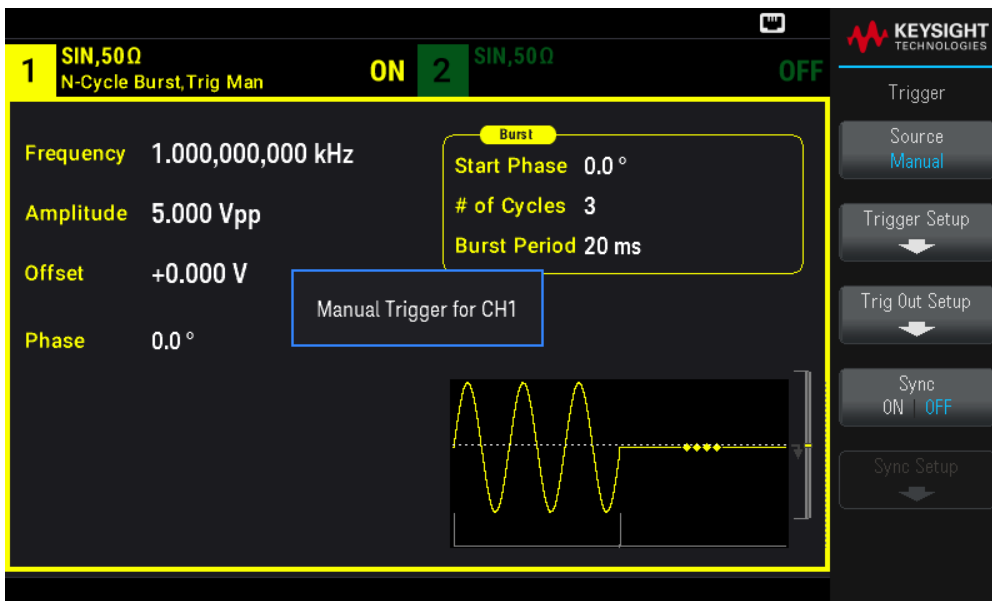 1
SIN,50Ω
N-Cycle Burst,Trig Man
ON
2
SIN,50Ω
OFF
Frequency 1.000,000,000 kHz
Amplitude 5.000 Vpp
Offset +0.000 V
Phase 0.0 °
Burst
Start Phase 0.0 °
# of Cycles 3
Burst Period 20 ms
Manual Trigger for CH1
KEYSIGHT
TECHNOLOGIES
Trigger
Source
Manual
Trigger Setup
Trig Out Setup
Sync
ON | OFF
Sync Setup